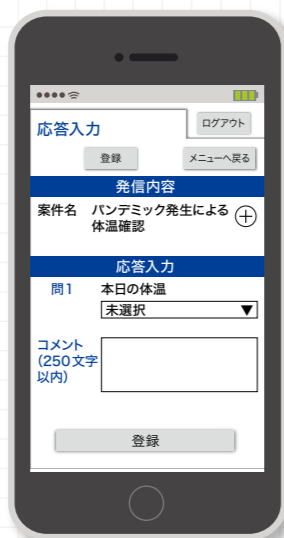 応答入力
ログアウト
登録
メニューへ戻る
発信内容
案件名 パンデミック発生による
体温確認
応答入力
問1 本日の体温
未選択 ▼
コメント
(250文字
以内)
登録